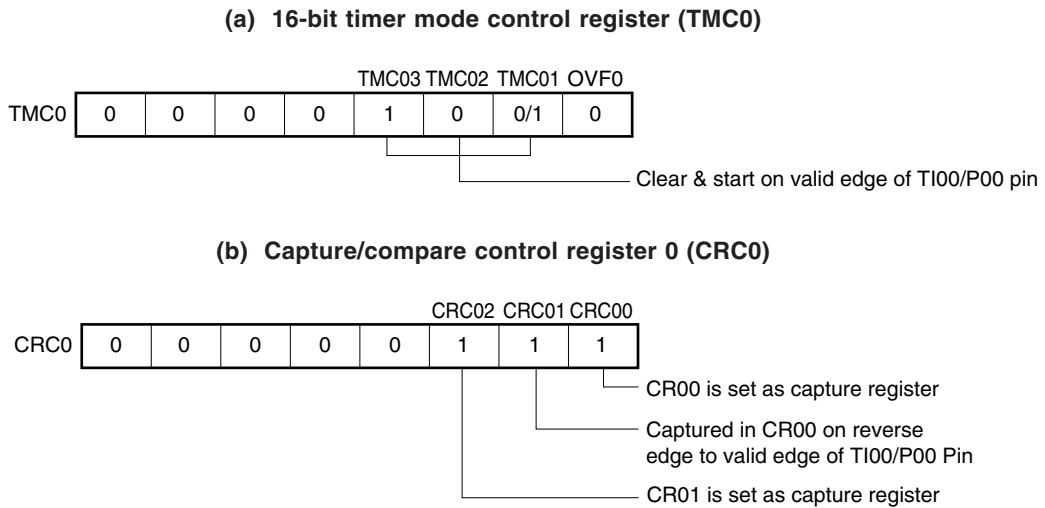 (a) 16-bit timer mode control register (TMC0)
TMC03 TMC02 TMC01 OVF0
TMC0 0 0 0 0 1 0 0/1 0
Clear & start on valid edge of TI00/P00 pin
(b) Capture/compare control register 0 (CRC0)
CRC02 CRC01 CRC00
CRC0 0 0 0 0 0 1 1 1
CR00 is set as capture register
Captured in CR00 on reverse
edge to valid edge of TI00/P00 Pin
CR01 is set as capture register